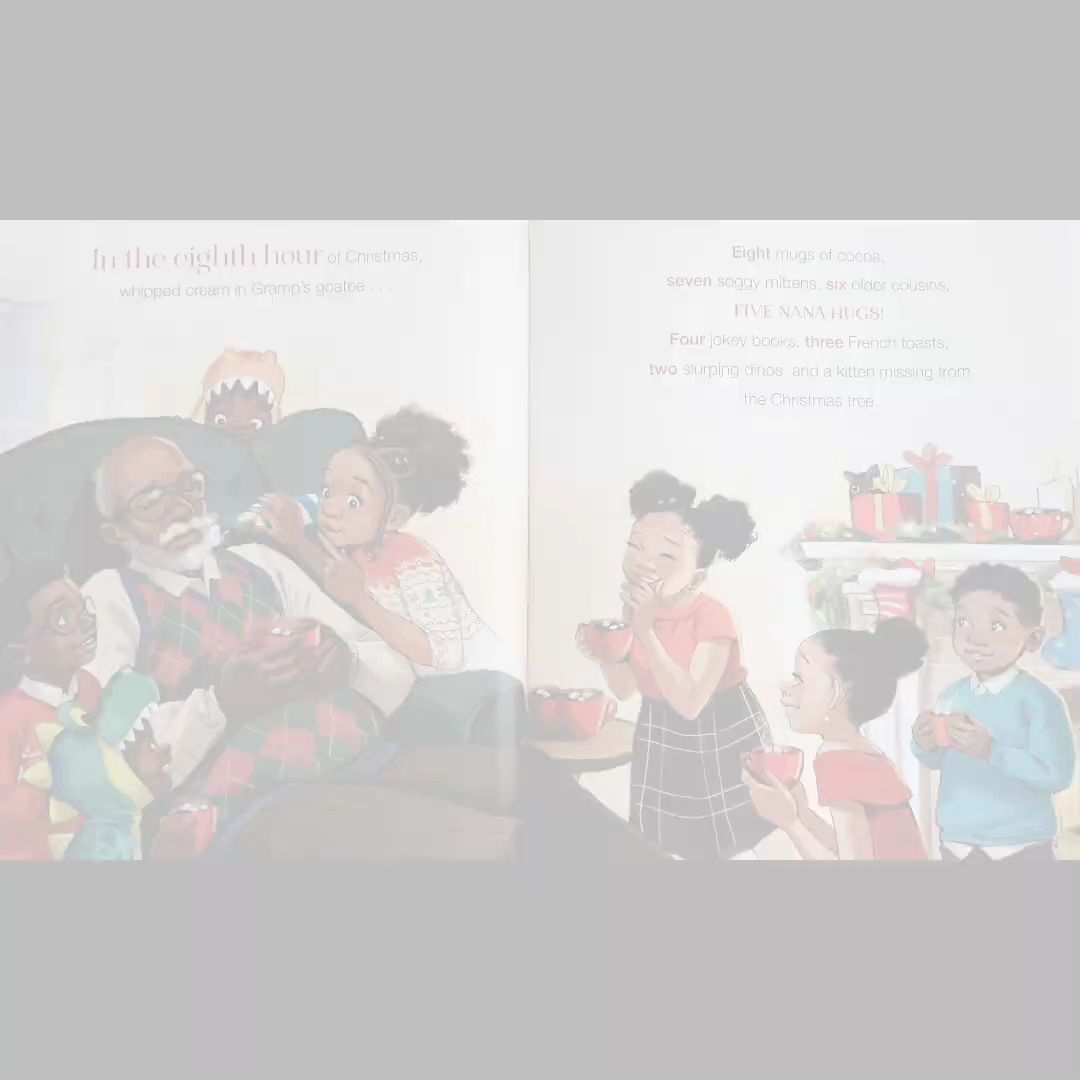 In the eighth hour of Christmas,
whipped cream in Gramp's goatee . . .
Eight mugs of cocoa,
seven soggy mittens, six older cousins,
FIVE NANA HUGS!
Four jokey books, three French toasts,
two slurping dinos, and a kitten missing from
the Christmas tree.